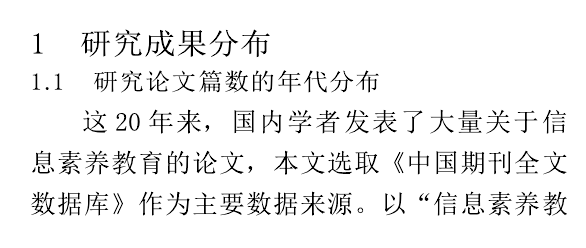 1 研究成果分布
1.1 研究论文篇数的年代分布
这 20 年来，国内学者发表了大量关于信
息素养教育的论文，本文选取《中国期刊全文
数据库》作为主要数据来源。以“信息素养教